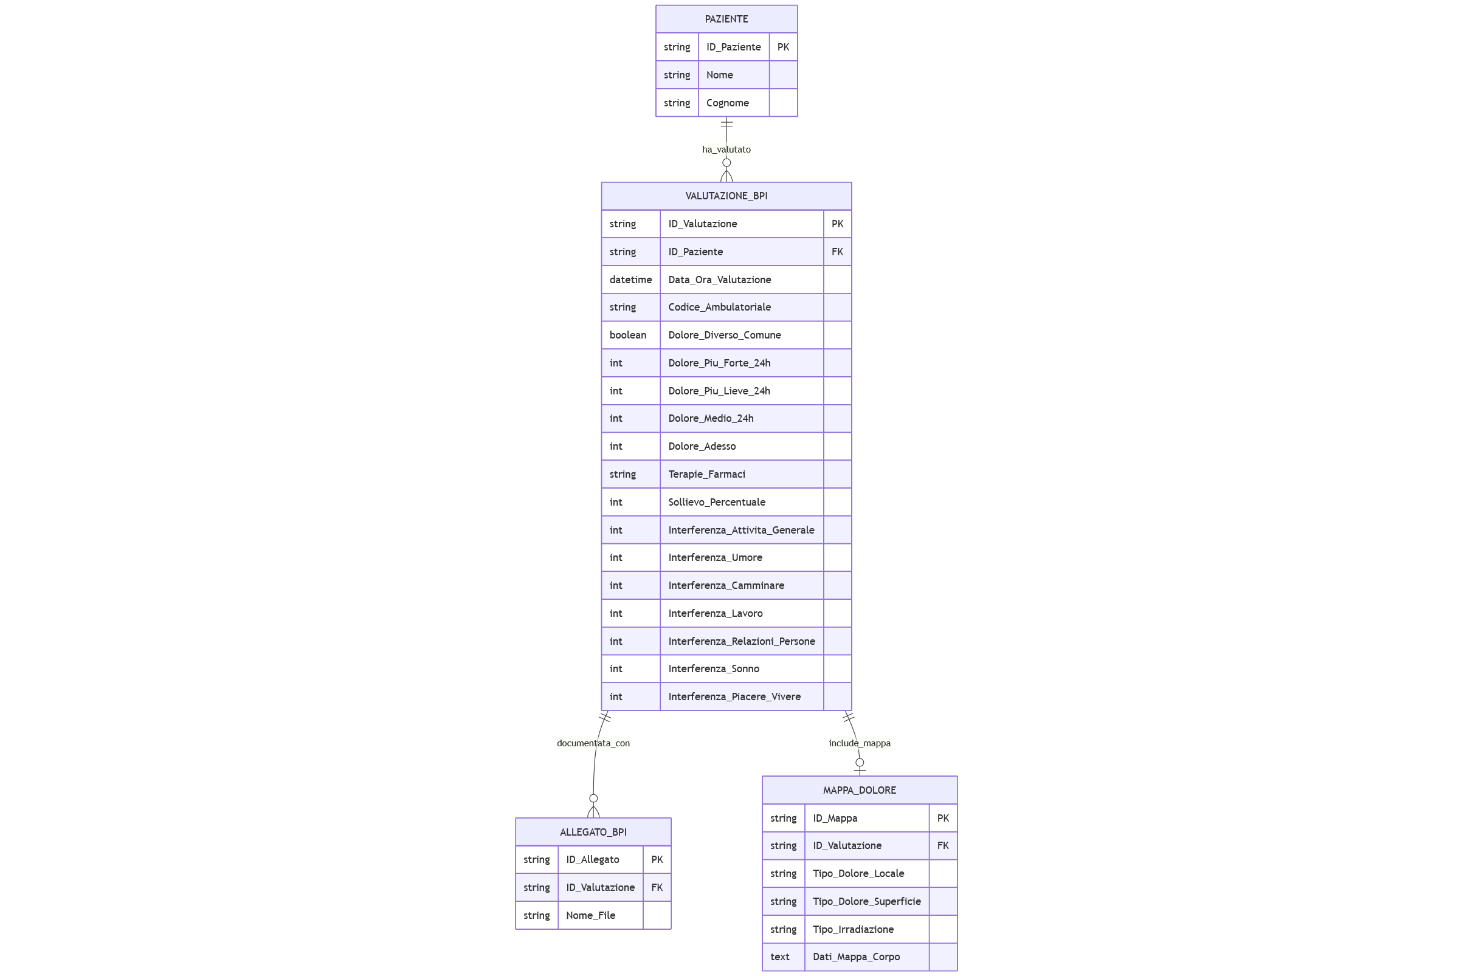 PAZIENTE
string ID_Paziente PK
string Nome
string Cognome
ha_valutato
VALUTAZIONE_BPI
string ID_Valutazione PK
string ID_Paziente FK
datetime Data_Ora_Valutazione
string Codice_Ambulatoriale
boolean Dolore_Diverso_Comune
int Dolore_Piu_Forte_24h
int Dolore_Piu_Lieve_24h
int Dolore_Medio_24h
int Dolore_Adesso
string Terapie_Farmaci
int Sollievo_Percentuale
int Interferenza_Attivita_Generale
int Interferenza_Umore
int Interferenza_Camminare
int Interferenza_Lavoro
int Interferenza_Relazioni_Persone
int Interferenza_Sonno
int Interferenza_Piacere_Vivere
documentata_con
include_mappa
ALLEGATO_BPI
string ID_Allegato PK
string ID_Valutazione FK
string Nome_File
MAPPA_DOLORE
string ID_Mappa PK
string ID_Valutazione FK
string Tipo_Dolore_Locale
string Tipo_Dolore_Superficie
string Tipo_Irradiazione
text Dati_Mappa_Corpo